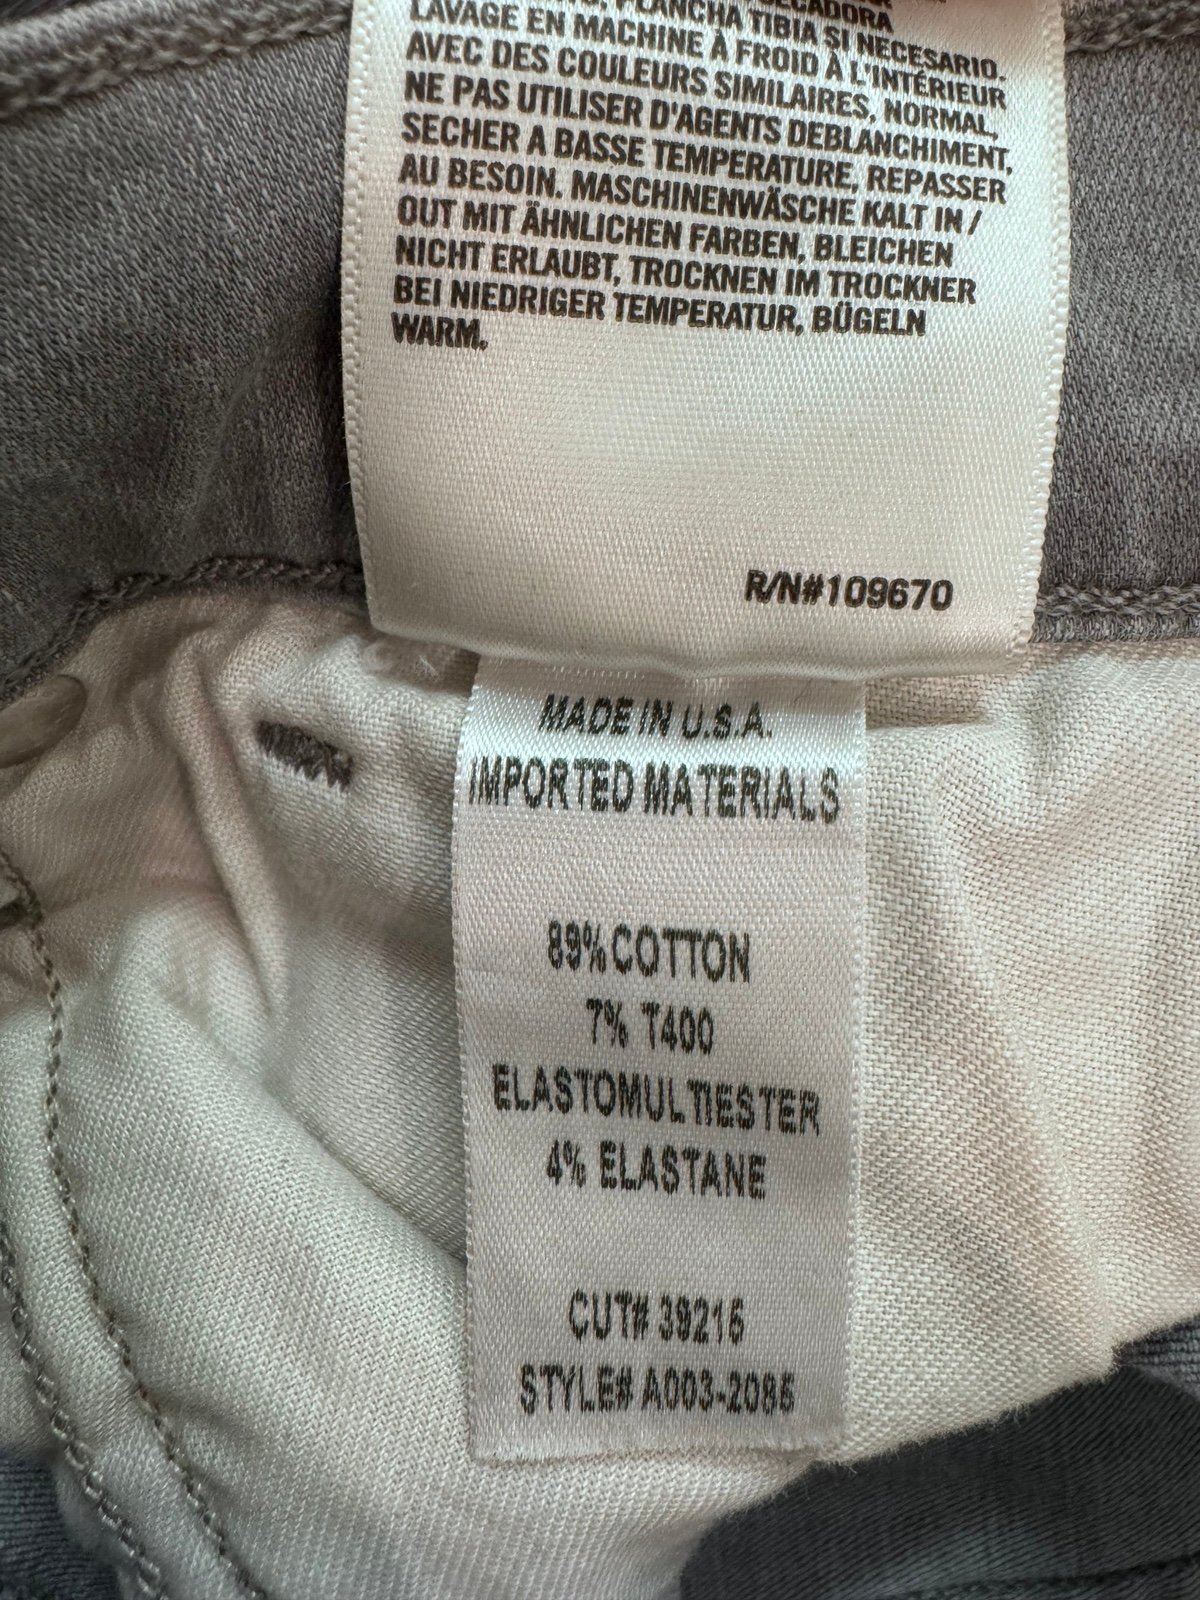 PLANCHA TIBIA SI NECESARIO.
LAVAGE EN MACHINE À FROID À L'INTÉRIEUR
AVEC DES COULEURS SIMILAIRES, NORMAL,
NE PAS UTILISER D'AGENTS DEBLANCHIMENT,
SECHER A BASSE TEMPERATURE, REPASSER
AU BESOIN. MASCHINENWÄSCHE KALT IN /
OUT MIT ÄHNLICHEN FARBEN, BLEICHEN
NICHT ERLAUBT, TROCKNEN IM TROCKNER
BEI NIEDRIGER TEMPERATUR, BÜGELN
WARM.
R/N#109670
MADE IN U.S.A.
IMPORTED MATERIALS
89% COTTON
7% T400
ELASTOMULTIESTER
4% ELASTANE
CUT# 39215
STYLE# A003-2085